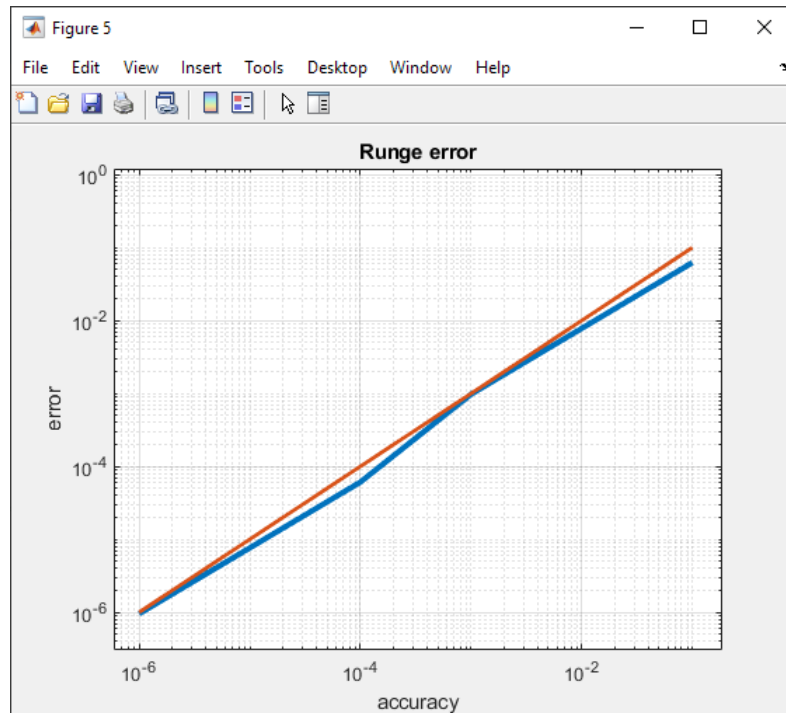 Figure 5
File Edit View Insert Tools Desktop Window Help
Runge error
10^0
10^-2
10^-4
10^-6
error
10^-6 10^-4 10^-2
accuracy